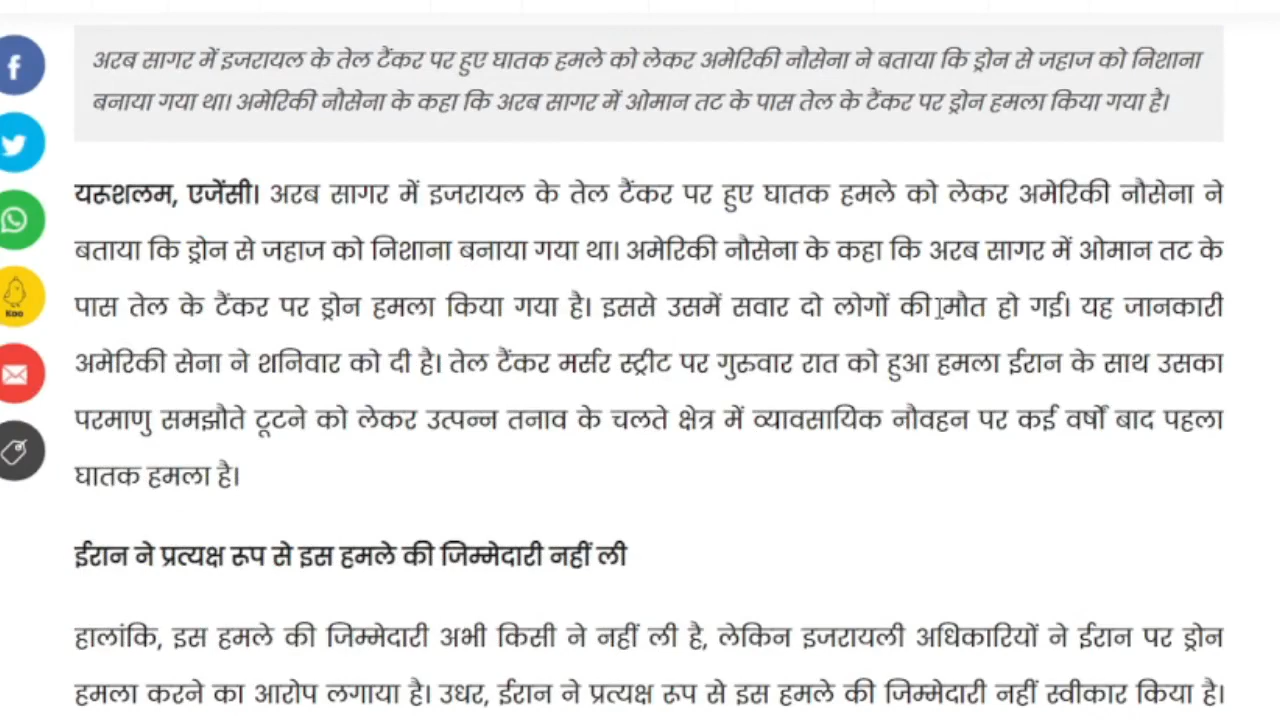 अरब सागर में इजरायल के तेल टैंकर पर हुए घातक हमले को लेकर अमेरिकी नौसेना ने बताया कि ड्रोन से जहाज को निशाना
बनाया गया था। अमेरिकी नौसेना के कहा कि अरब सागर में ओमान तट के पास तेल के टैंकर पर ड्रोन हमला किया गया है।
यरूशलम, एजेंसी। अरब सागर में इजरायल के तेल टैंकर पर हुए घातक हमले को लेकर अमेरिकी नौसेना ने
बताया कि ड्रोन से जहाज को निशाना बनाया गया था। अमेरिकी नौसेना के कहा कि अरब सागर में ओमान तट के
पास तेल के टैंकर पर ड्रोन हमला किया गया है। इससे उसमें सवार दो लोगों की मौत हो गई। यह जानकारी
Koo
अमेरिकी सेना ने शनिवार को दी है। तेल टैंकर मर्सर स्ट्रीट पर गुरुवार रात को हुआ हमला ईरान के साथ उसका
परमाणु समझौते टूटने को लेकर उत्पन्न तनाव के चलते क्षेत्र में व्यावसायिक नौवहन पर कई वर्षों बाद पहला
घातक हमला है।
ईरान ने प्रत्यक्ष रूप से इस हमले की जिम्मेदारी नहीं ली
हालांकि, इस हमले की जिम्मेदारी अभी किसी ने नहीं ली है, लेकिन इजरायली अधिकारियों ने ईरान पर ड्रोन
हमला करने का आरोप लगाया है। उधर, ईरान ने प्रत्यक्ष रूप से इस हमले की जिम्मेदारी नहीं स्वीकार किया है।